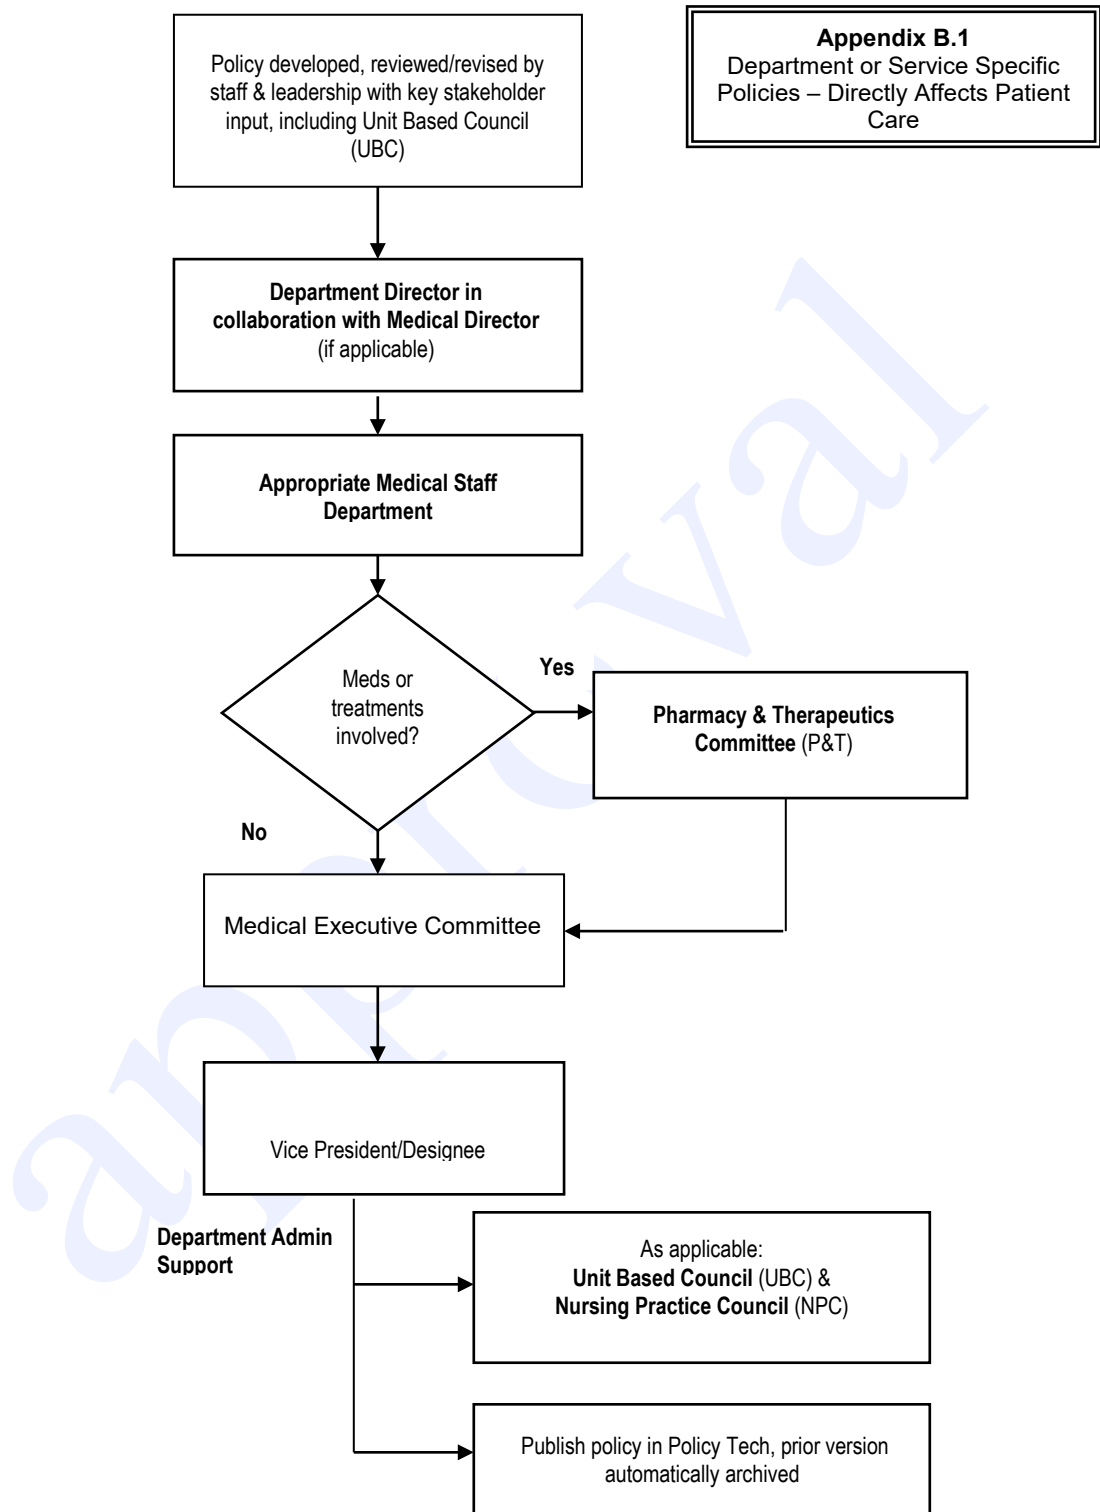 Appendix B.1
Department or Service Specific
Policies – Directly Affects Patient
Care
Policy developed, reviewed/revised by
staff & leadership with key stakeholder
input, including Unit Based Council
(UBC)
Department Director in
collaboration with Medical Director
(if applicable)
Appropriate Medical Staff
Department
Meds or
treatments
involved?
Yes
Pharmacy & Therapeutics
Committee (P&T)
No
Medical Executive Committee
Vice President/Designee
Department Admin
Support
As applicable:
Unit Based Council (UBC) &
Nursing Practice Council (NPC)
Publish policy in Policy Tech, prior version
automatically archived
approval